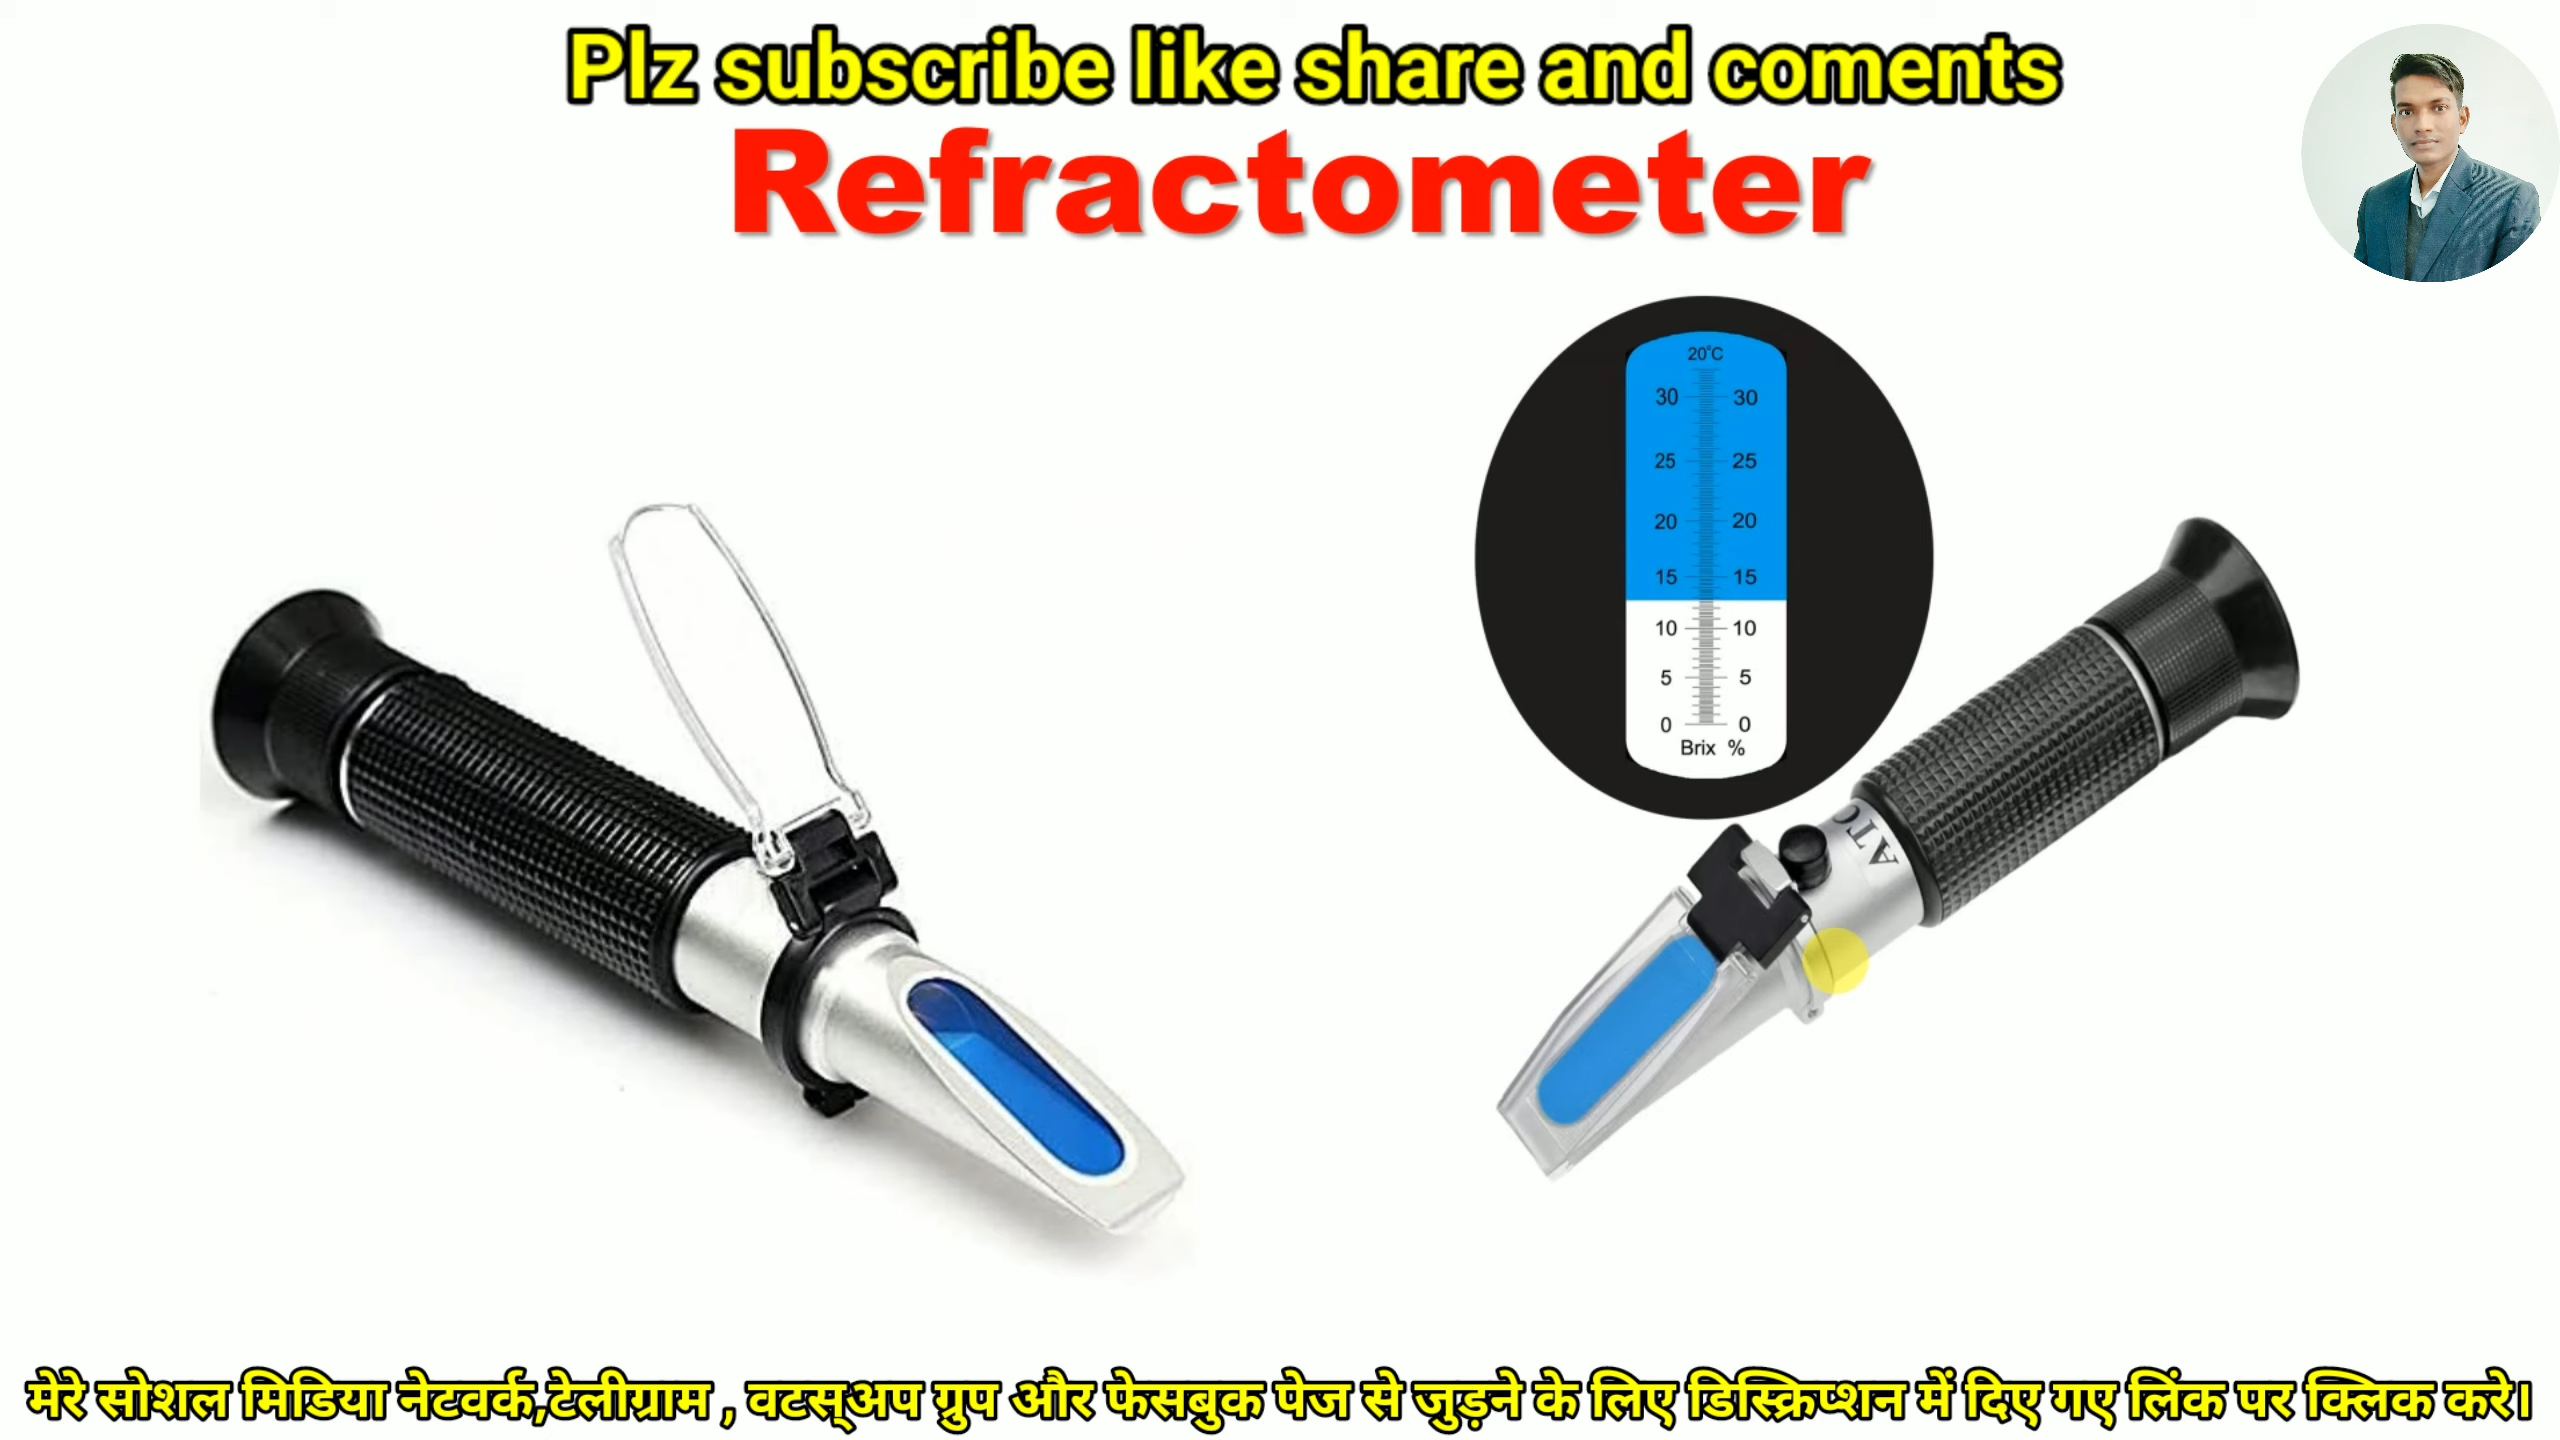 Plz subscribe like share and coments
Refractometer
20°C
30 30
25 25
20 20
15 15
10 10
5 5
0 0
Brix %
ATC
मेरे सोशल मिडिया नेटवर्क,टेलीग्राम , वटस्अप ग्रुप और फेसबुक पेज से जुड़ने के लिए डिस्क्रिप्शन में दिए गए लिंक पर क्लिक करे।